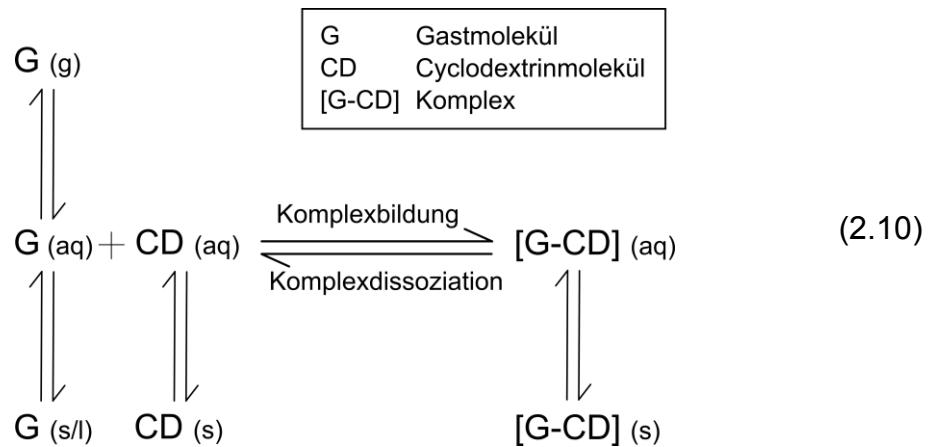 G Gastmolekül
CD Cyclodextrinmolekül
[G-CD] Komplex
G (g)
Komplexbildung
G (aq) + CD (aq) [G-CD] (aq) (2.10)
Komplexdissoziation
G (s/l) CD (s) [G-CD] (s)